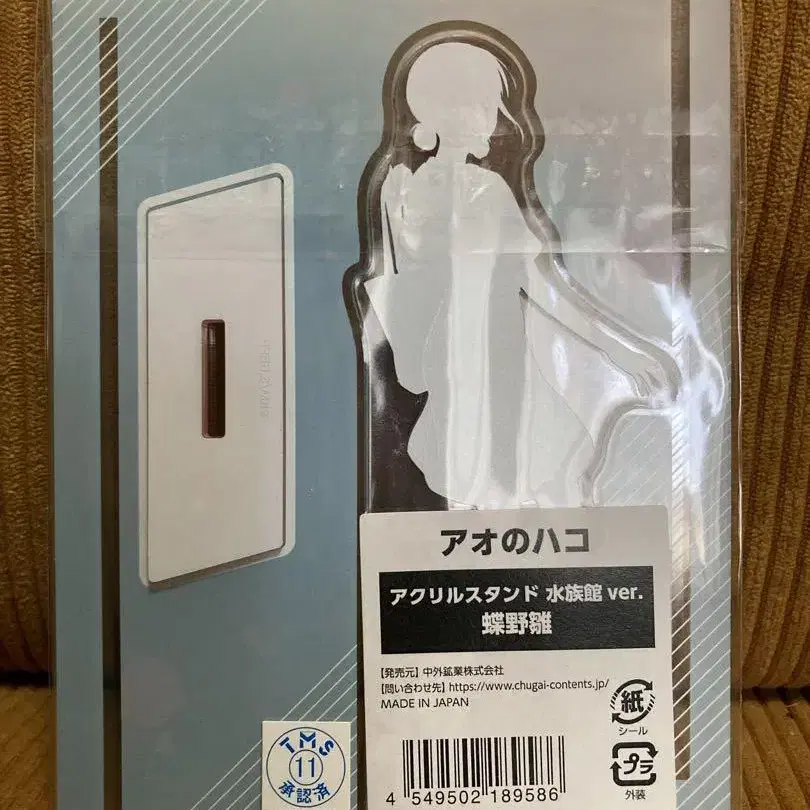 アオのハコ
アクリルスタンド 水族館 ver.
蝶野雛
【発売元】中外鉱業株式会社
【問い合わせ先】https://www.chugai-contents.jp/
MADE IN JAPAN
紙
シール
プラ
外装
TMS
11
承認済
4 549502 189586